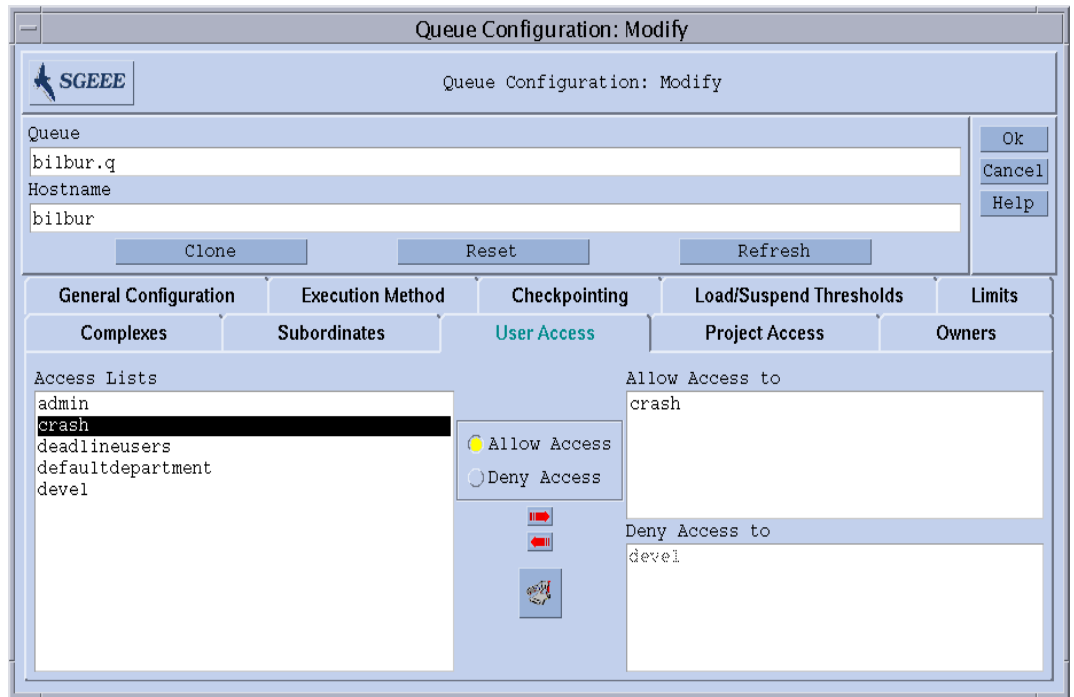 Queue Configuration: Modify
SGEEE
Queue Configuration: Modify
Queue
bilbur.q
Hostname
bilbur
Ok
Cancel
Help
Clone Reset Refresh
General Configuration Execution Method Checkpointing Load/Suspend Thresholds Limits
Complexes Subordinates User Access Project Access Owners
Access Lists
admin
crash
deadlineusers
defaultdepartment
devel
Allow Access
Deny Access
Allow Access to
crash
Deny Access to
devel